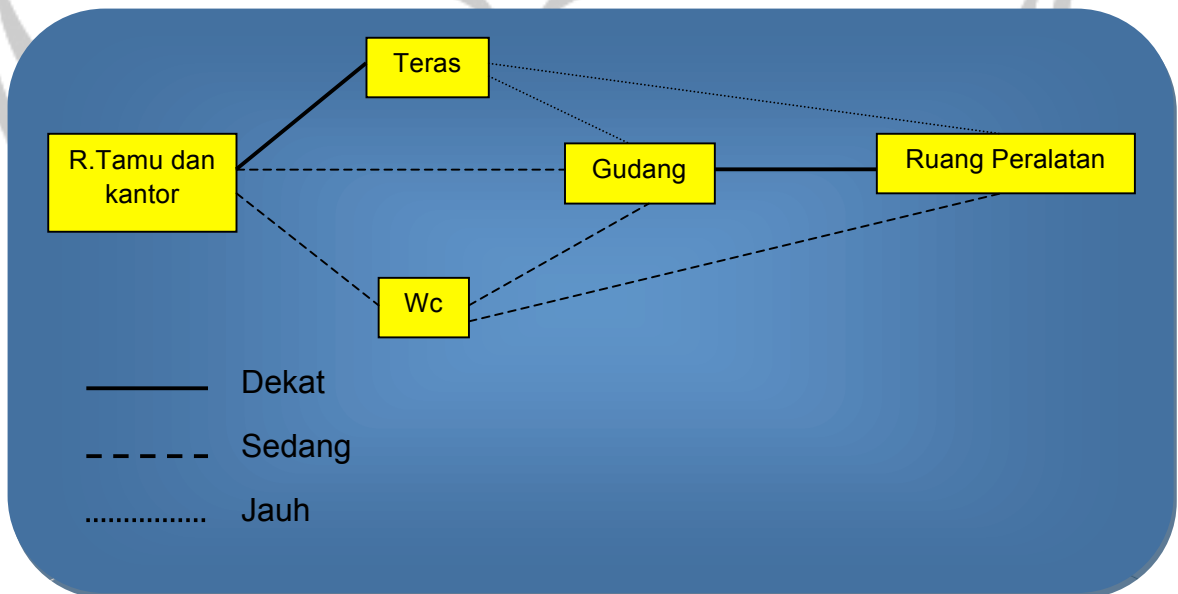 Teras
R.Tamu dan
kantor
Gudang
Ruang Peralatan
Wc
Dekat
Sedang
Jauh